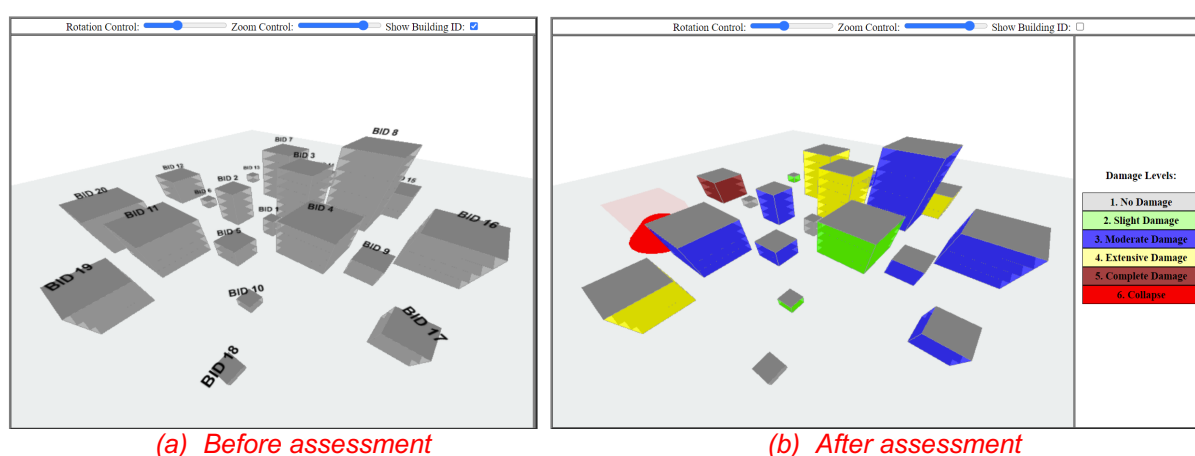 Rotation Control: Zoom Control: Show Building ID:
Rotation Control: Zoom Control: Show Building ID:
BID 7
BID 8
BID 3
BID 12
BID 13
BID 2
BID 6
BID 15
BID 20
BID 11
BID 1
BID 4
BID 16
BID 5
BID 9
BID 19
BID 10
BID 17
BID 18
Damage Levels:
1. No Damage
2. Slight Damage
3. Moderate Damage
4. Extensive Damage
5. Complete Damage
6. Collapse
(a) Before assessment
(b) After assessment